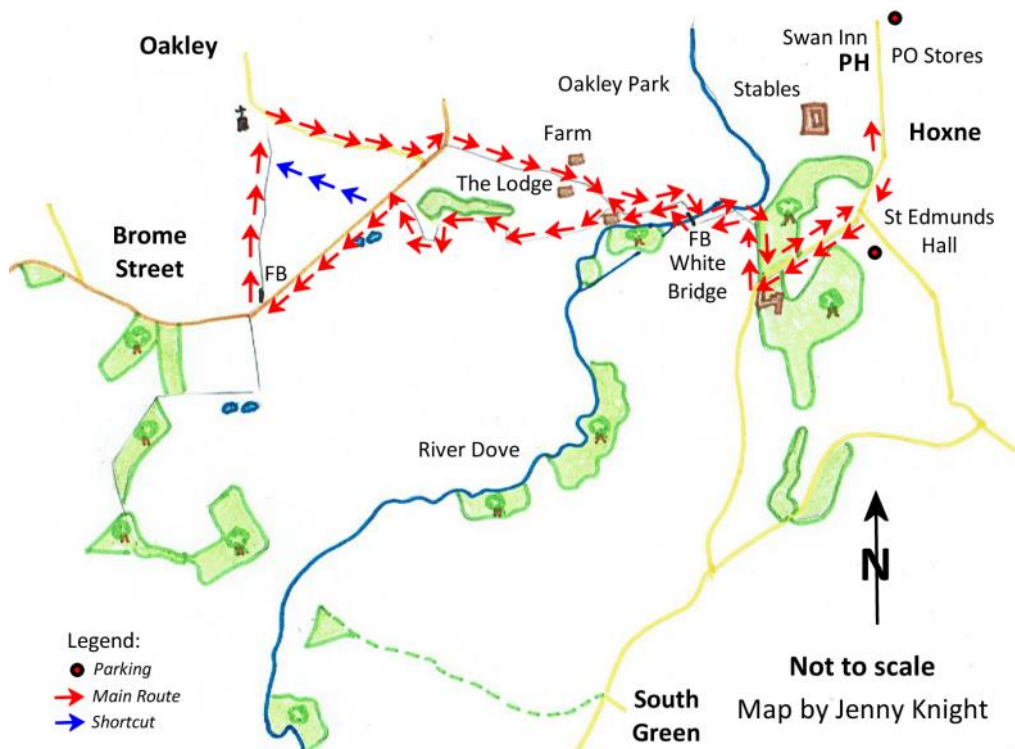 Oakley
Swan Inn
PH
PO Stores
Oakley Park
Stables
Farm
Hoxne
The Lodge
St Edmunds
Hall
Brome
Street
FB
FB
White
Bridge
River Dove
N
Legend:
Parking
Main Route
Shortcut
Not to scale
Map by Jenny Knight
South
Green